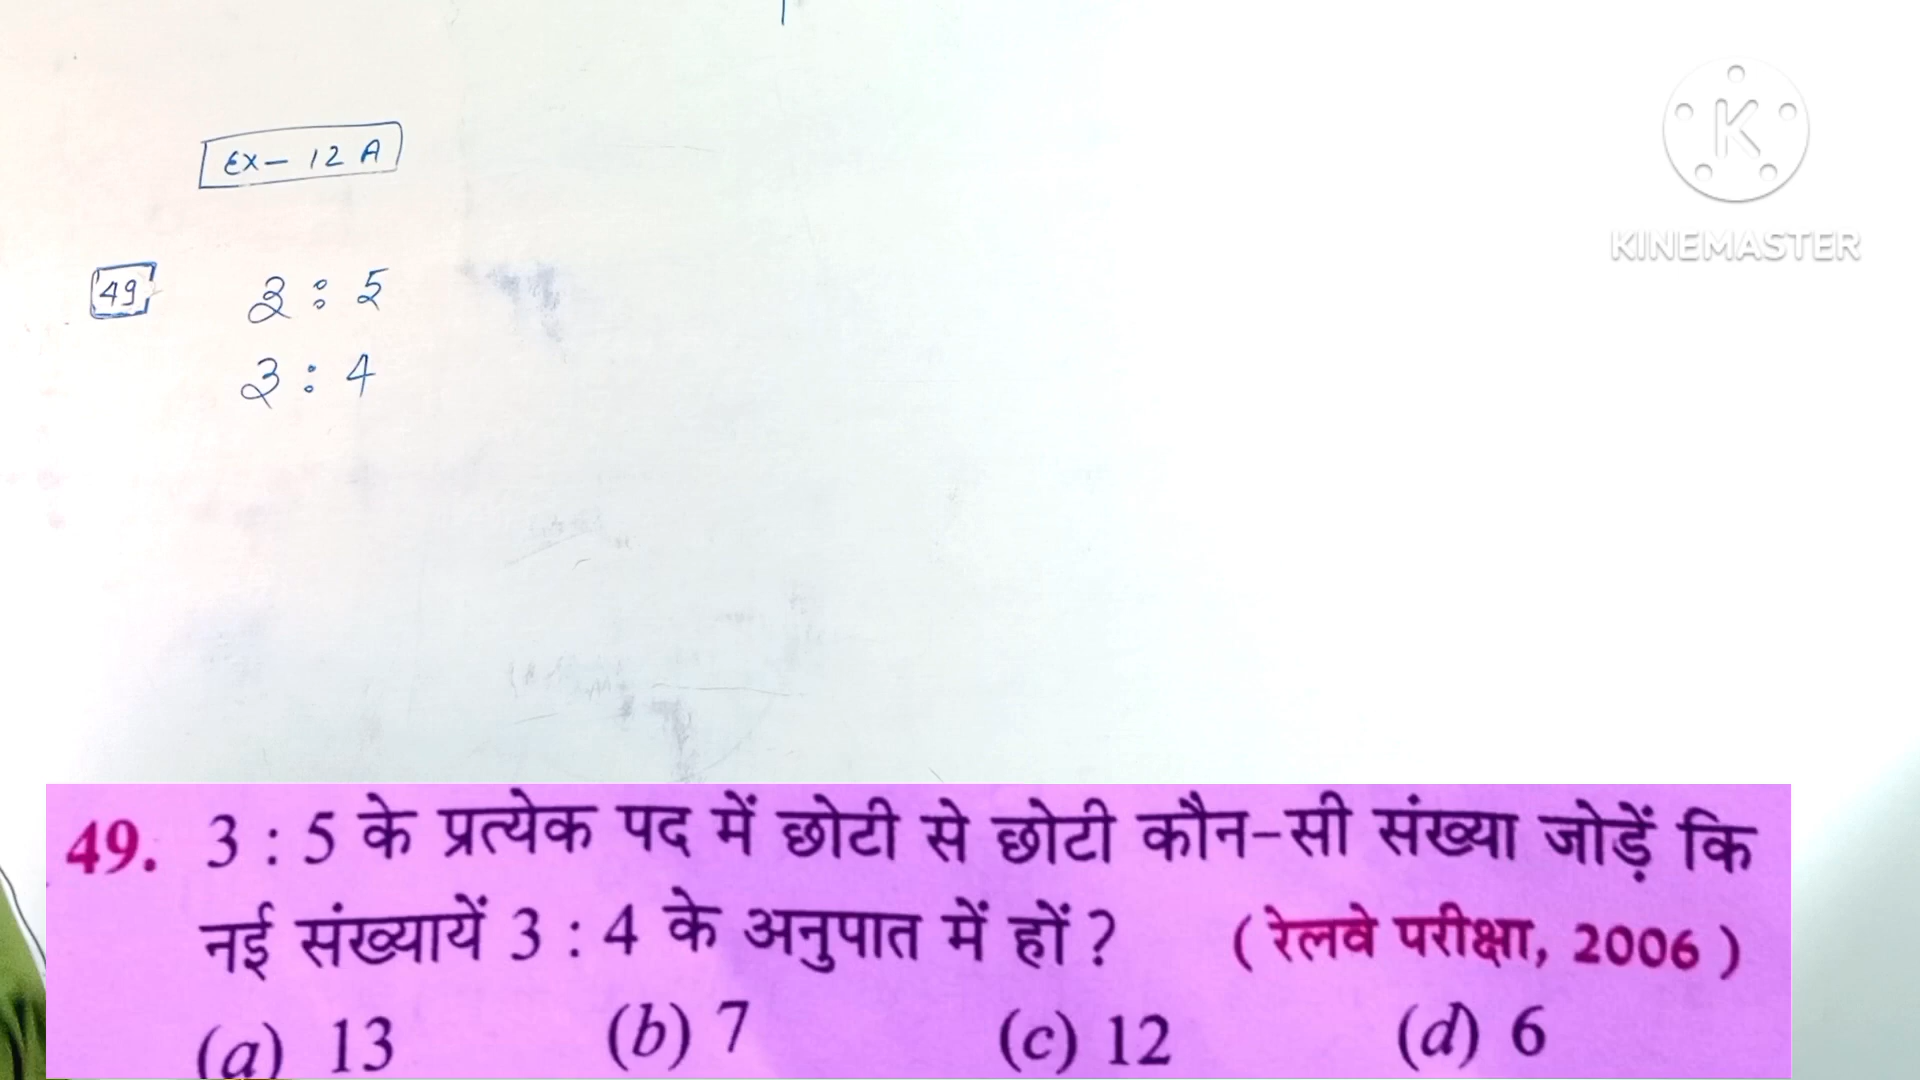 Ex- 12 A
KINEMASTER
49 3 : 5
3 : 4
49. 3 : 5 के प्रत्येक पद में छोटी से छोटी कौन-सी संख्या जोड़ें कि
नई संख्यायें 3 : 4 के अनुपात में हों ? ( रेलवे परीक्षा, 2006 )
(a) 13 (b) 7 (c) 12 (d) 6